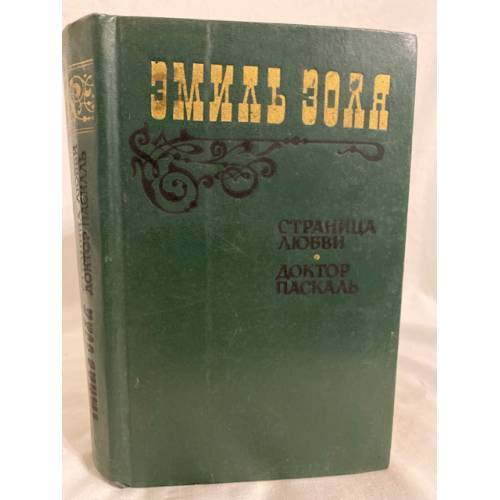 ЭМИЛЬ ЗОЛЯ
СТРАНИЦА
ЛЮБВИ
ДОКТОР
ПАСКАЛЬ
СТРАНИЦА ЛЮБВИ
ДОКТОР ПАСКАЛЬ
ЭМИЛЬ ЗОЛЯ